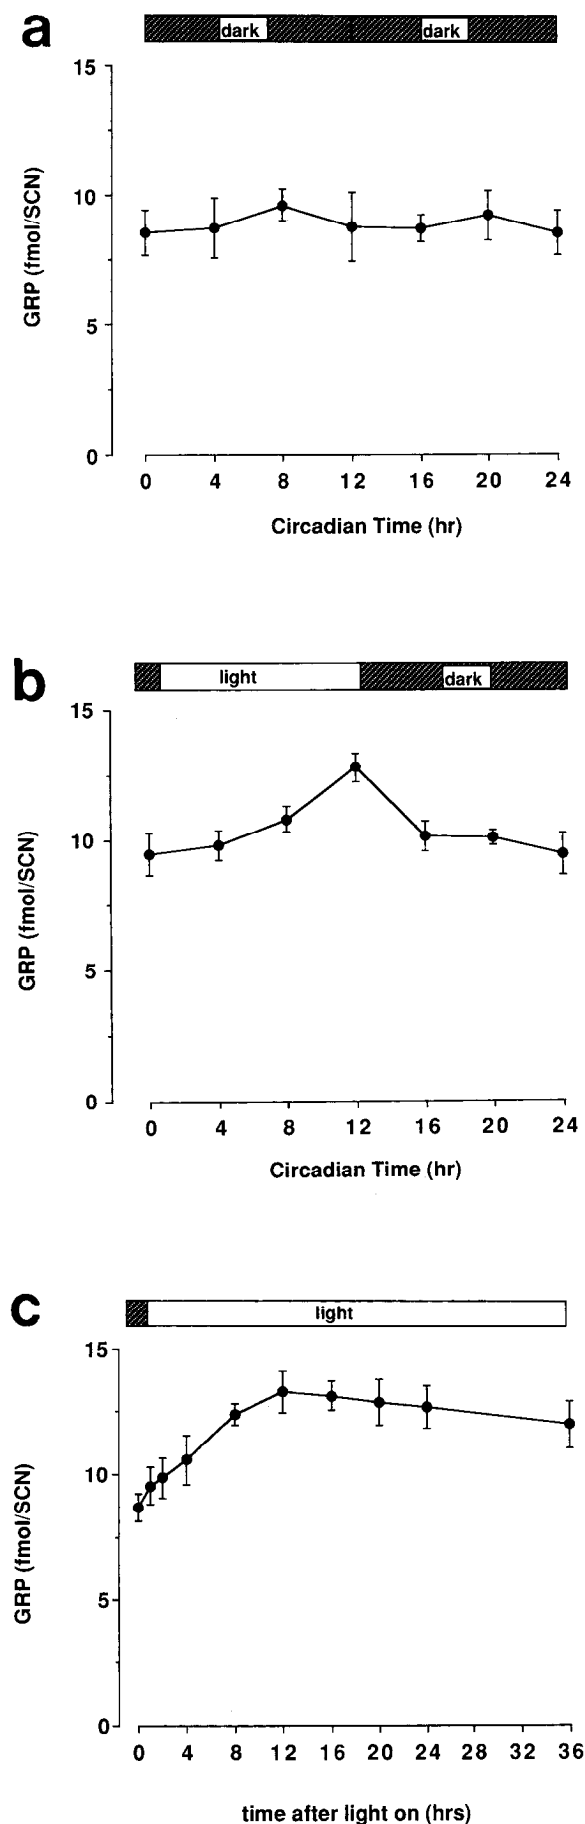 a
dark dark
15
10
5
0
GRP (fmol/SCN)
0 4 8 12 16 20 24
Circadian Time (hr)
b
light dark
15
10
5
0
GRP (fmol/SCN)
0 4 8 12 16 20 24
Circadian Time (hr)
c
light
15
10
5
0
GRP (fmol/SCN)
0 4 8 12 16 20 24 28 32 36
time after light on (hrs)